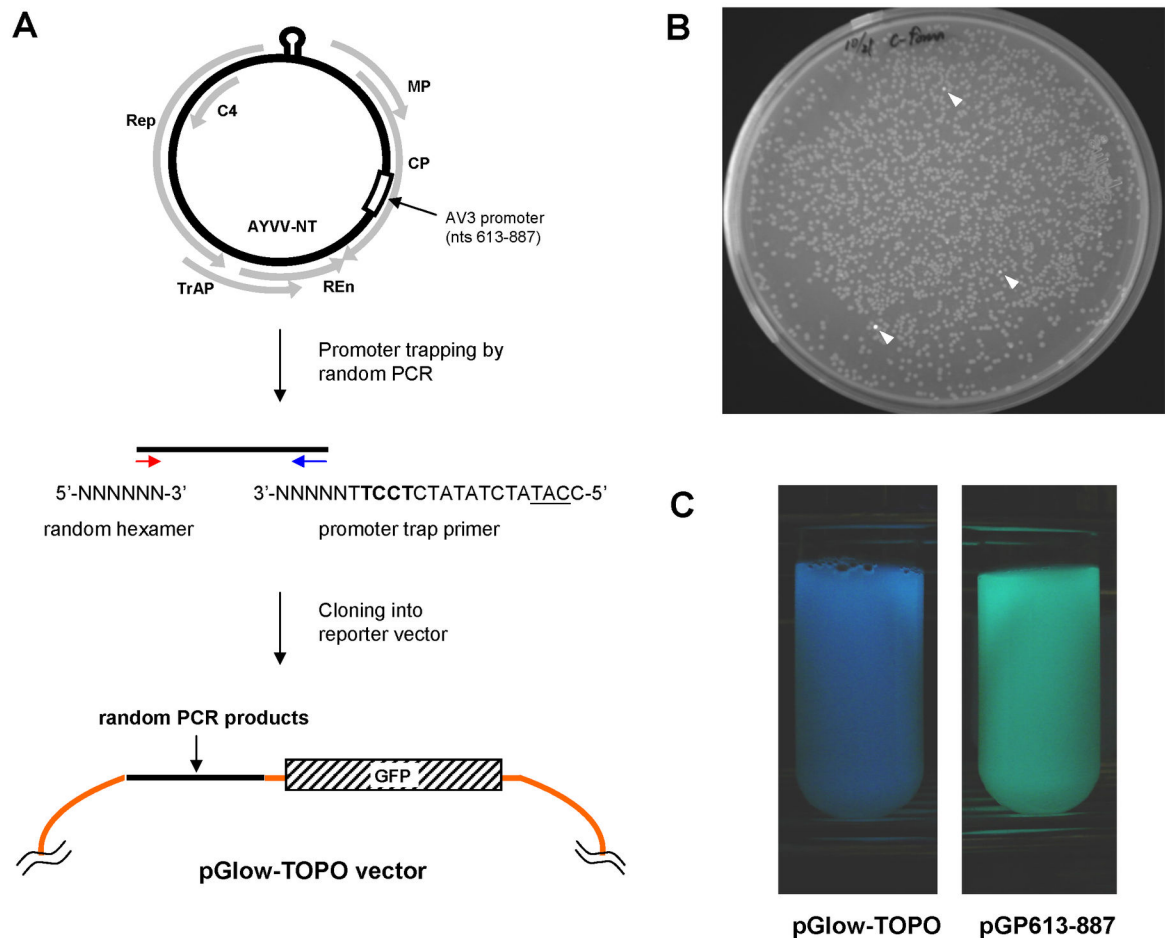 A
Rep
C4
MP
CP
AYVV-NT
AV3 promoter
(nts 613-887)
TrAP
REn
Promoter trapping by
random PCR
5'-NNNNNN-3'
3'-NNNNNTTCCTCTATATCTATACC-5'
random hexamer
promoter trap primer
Cloning into
reporter vector
random PCR products
GFP
pGlow-TOPO vector
B
10/21
C
pGlow-TOPO
pGP613-887